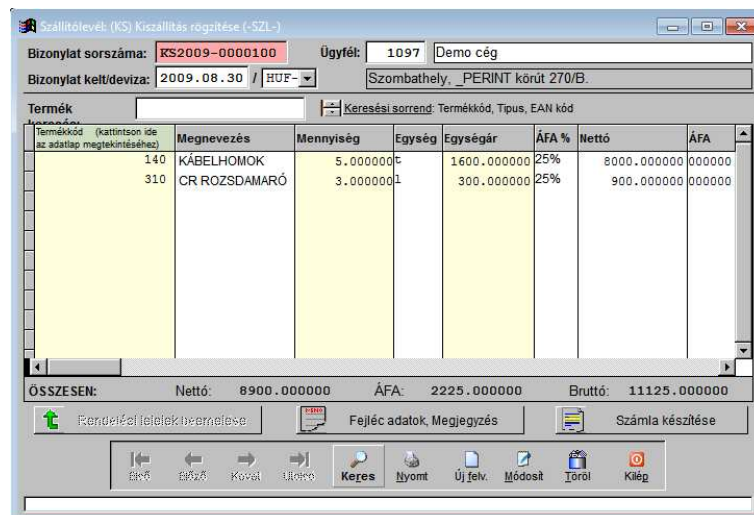 Szállítólevél: (KS) Kiszállítás rögzítése (-SZL-)
Bizonylat sorszáma: KS2009-0000100 Ügyfél: 1097 Demo cég
Bizonylat kelt/deviza: 2009.08.30 / HUF- Szombathely, _PERINT körút 270/B.
Termék
Keresési sorrend: Termékkód, Tipus, EAN kód
Termékkód (kattintson ide
az adatlap megtekintéséhez) Megnevezés Mennyiség Egység Egységár ÁFA % Nettó ÁFA
140 KÁBELHOMOK 5.000000 t 1600.000000 25% 8000.000000 000000
310 CR ROZSDAMARÓ 3.000000 l 300.000000 25% 900.000000 000000
ÖSSZESEN: Nettó: 8900.000000 ÁFA: 2225.000000 Bruttó: 11125.000000
Fejléc adatok, Megjegyzés Számla készítése
Első Előző Követ Keres Nyomt Új felv. Módosít Töröl Kilép